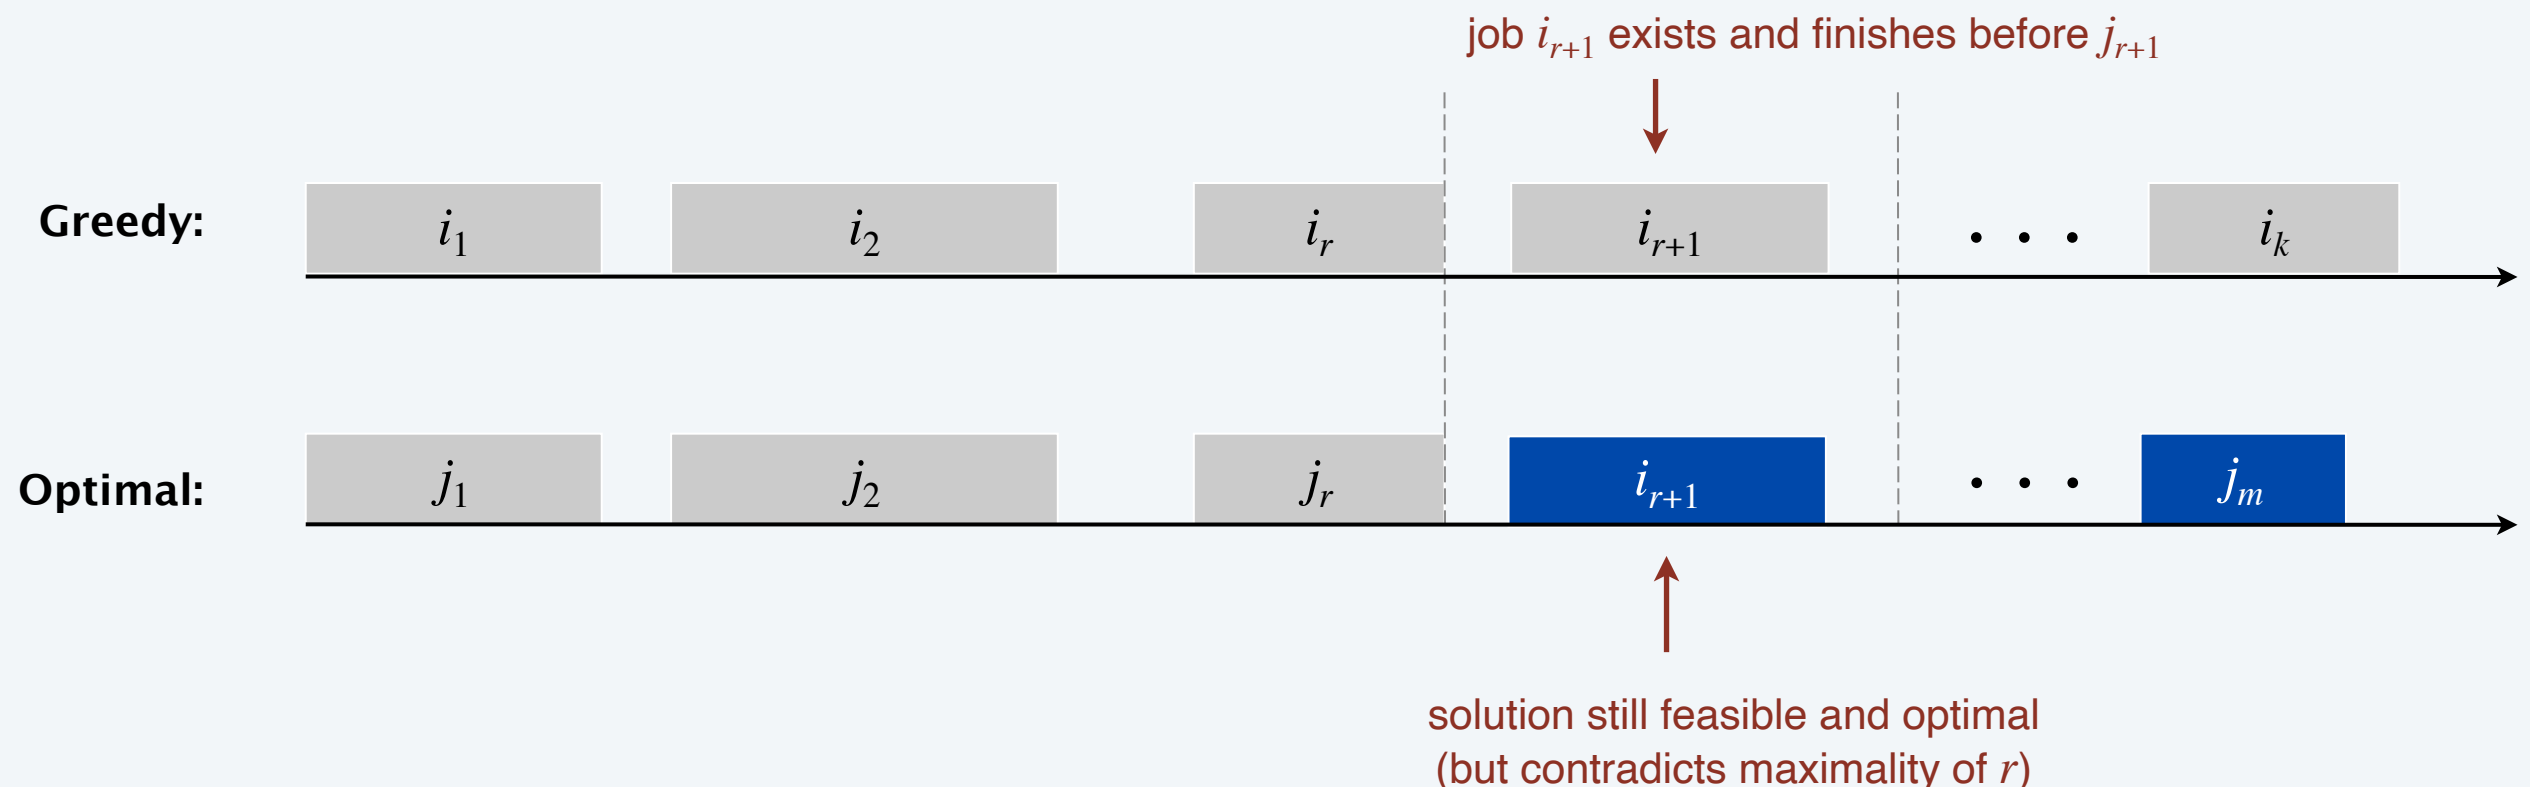 job i_{r+1} exists and finishes before j_{r+1}
Greedy: i_1 i_2 i_r i_{r+1} . . . i_k
Optimal: j_1 j_2 j_r i_{r+1} . . . j_m
solution still feasible and optimal
(but contradicts maximality of r)